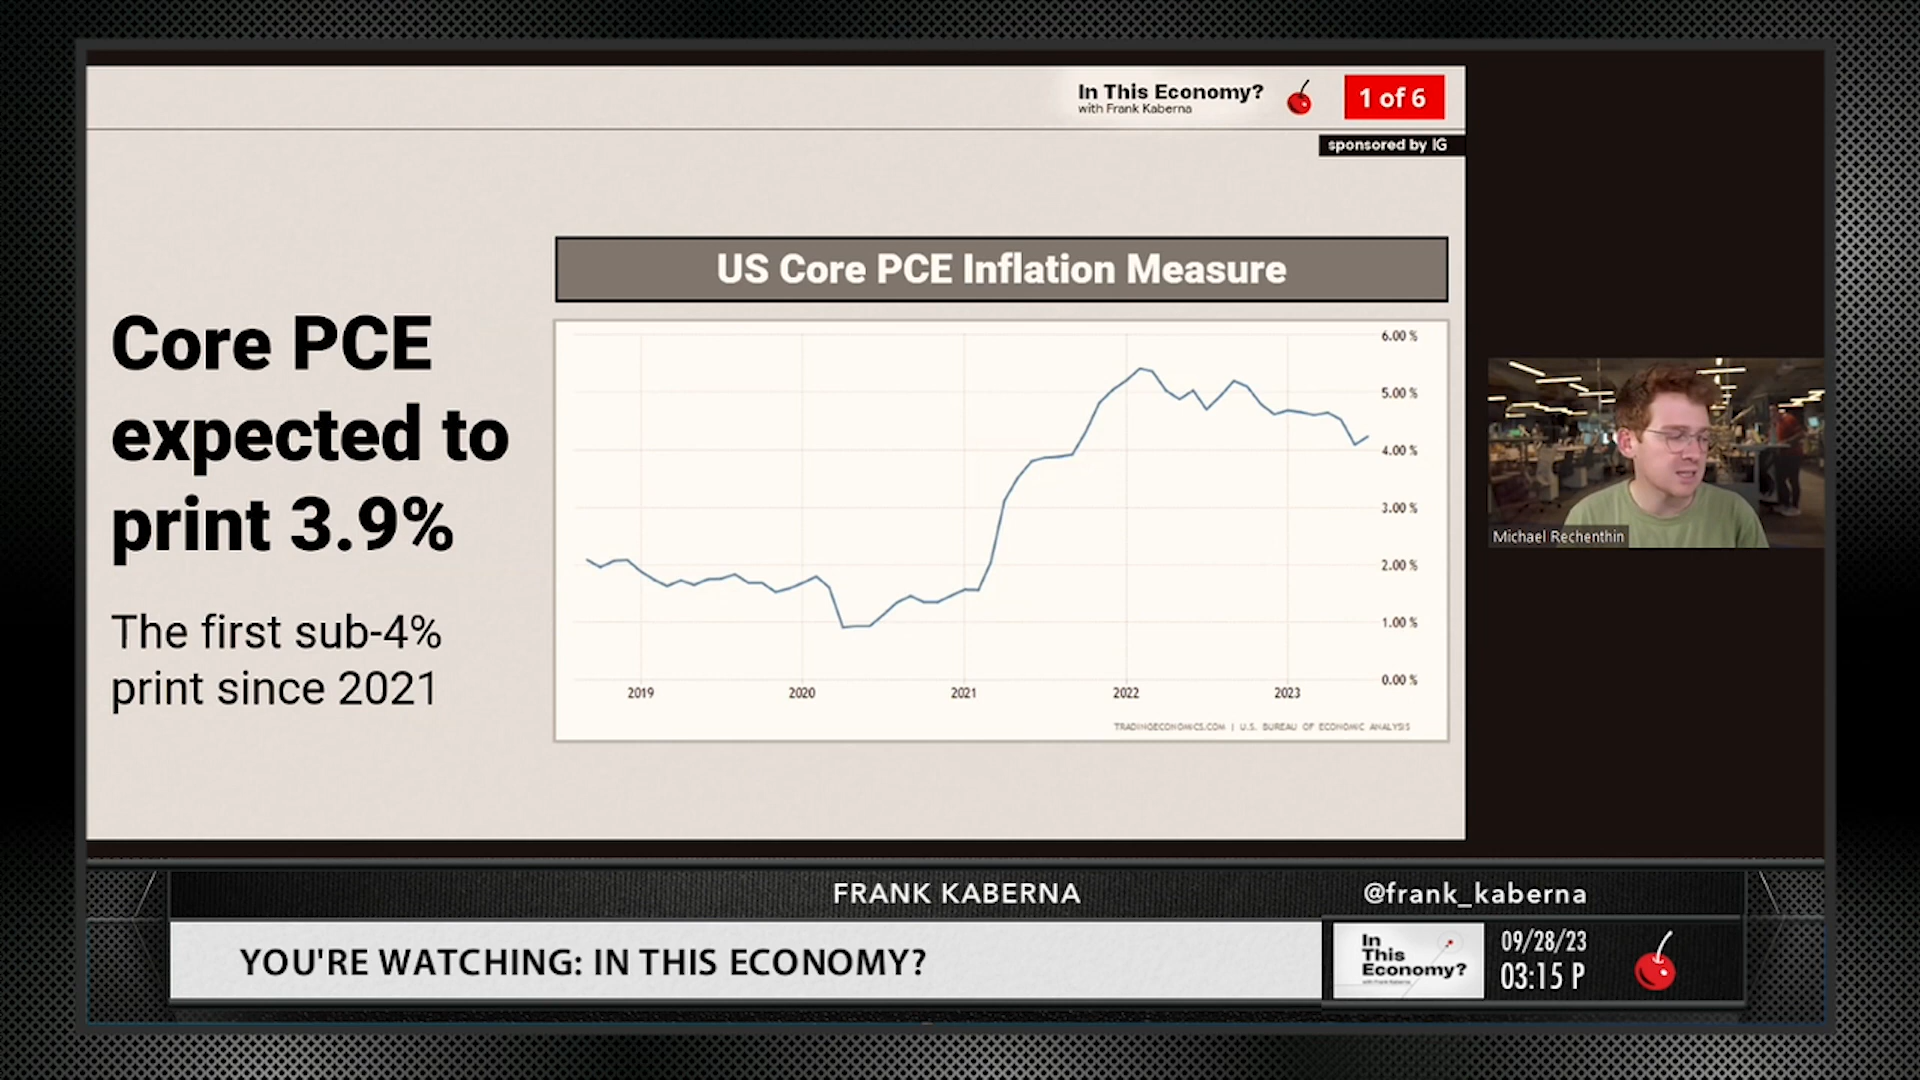 In This Economy?
with Frank Kaberna
1 of 6
sponsored by IG
US Core PCE Inflation Measure
Core PCE
expected to
print 3.9%
The first sub-4%
print since 2021
6.00 %
5.00 %
4.00 %
3.00 %
2.00 %
1.00 %
0.00 %
2019 2020 2021 2022 2023
TRADINGECONOMICS.COM | U.S. BUREAU OF ECONOMIC ANALYSIS
Michael Rechenthin
FRANK KABERNA
@frank_kaberna
YOU'RE WATCHING: IN THIS ECONOMY?
In
This
Economy?
with Frank Kaberna
09/28/23
03:15 P